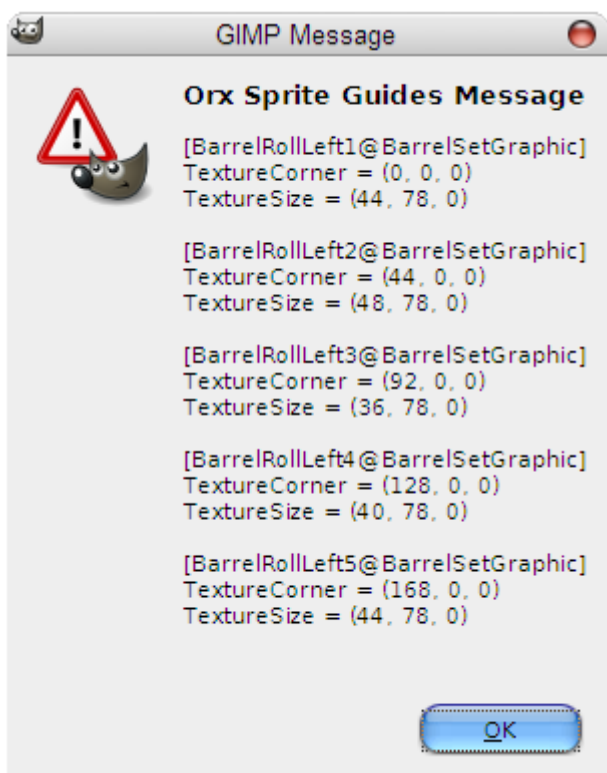 GIMP Message
Orx Sprite Guides Message
[BarrelRollLeft1@BarrelSetGraphic]
TextureCorner = (0, 0, 0)
TextureSize = (44, 78, 0)
[BarrelRollLeft2@BarrelSetGraphic]
TextureCorner = (44, 0, 0)
TextureSize = (48, 78, 0)
[BarrelRollLeft3@BarrelSetGraphic]
TextureCorner = (92, 0, 0)
TextureSize = (36, 78, 0)
[BarrelRollLeft4@BarrelSetGraphic]
TextureCorner = (128, 0, 0)
TextureSize = (40, 78, 0)
[BarrelRollLeft5@BarrelSetGraphic]
TextureCorner = (168, 0, 0)
TextureSize = (44, 78, 0)
OK